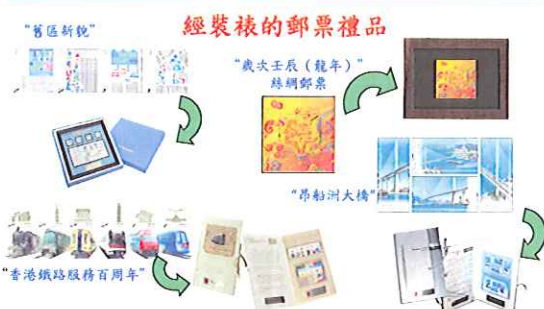 經裝裱的郵票禮品
"舊區新貌"
"歲次壬辰（龍年）"
絲綢郵票
"昂船洲大橋"
"香港鐵路服務百周年"